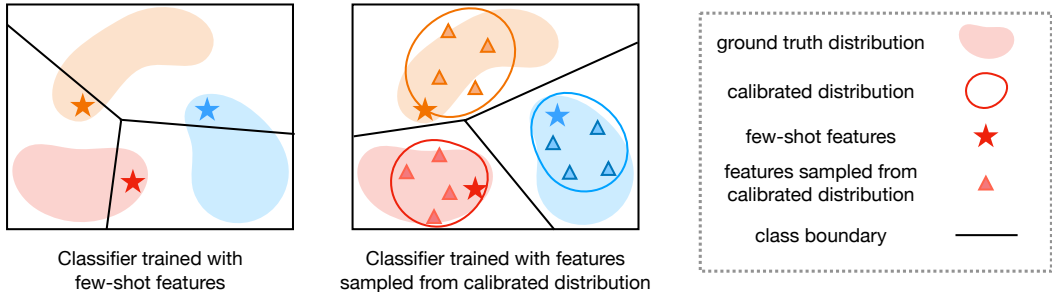 Classifier trained with
few-shot features
Classifier trained with features
sampled from calibrated distribution
ground truth distribution
calibrated distribution
few-shot features
features sampled from
calibrated distribution
class boundary